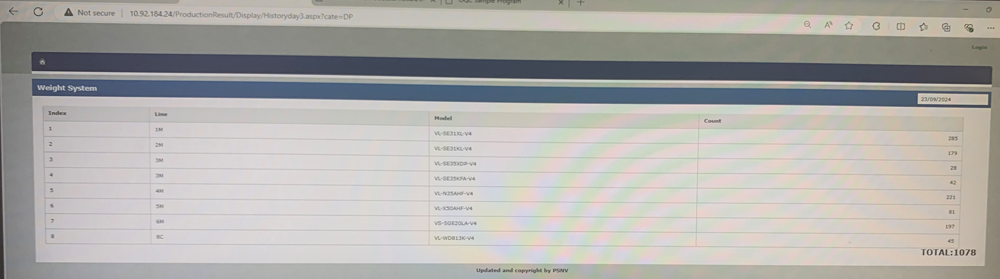 OQC Sample Program
Not secure | 10.92.184.24/ProductionResult/Display/Historyday3.aspx?cate=DP
Login
Weight System
23/09/2024
Index Line Model Count
1 1M VL-SE31XL-V4 285
2 2M VL-SE31KL-V4 179
3 3M VL-SE35XDP-V4 28
4 3M VL-SE35KFA-V4 42
5 4M VL-N35AHF-V4 221
6 5M VL-X50AHF-V4 81
7 6M VS-SGE20LA-V4 197
8 8C VL-WD813K-V4 45
TOTAL:1078
Updated and copyright by PSNV